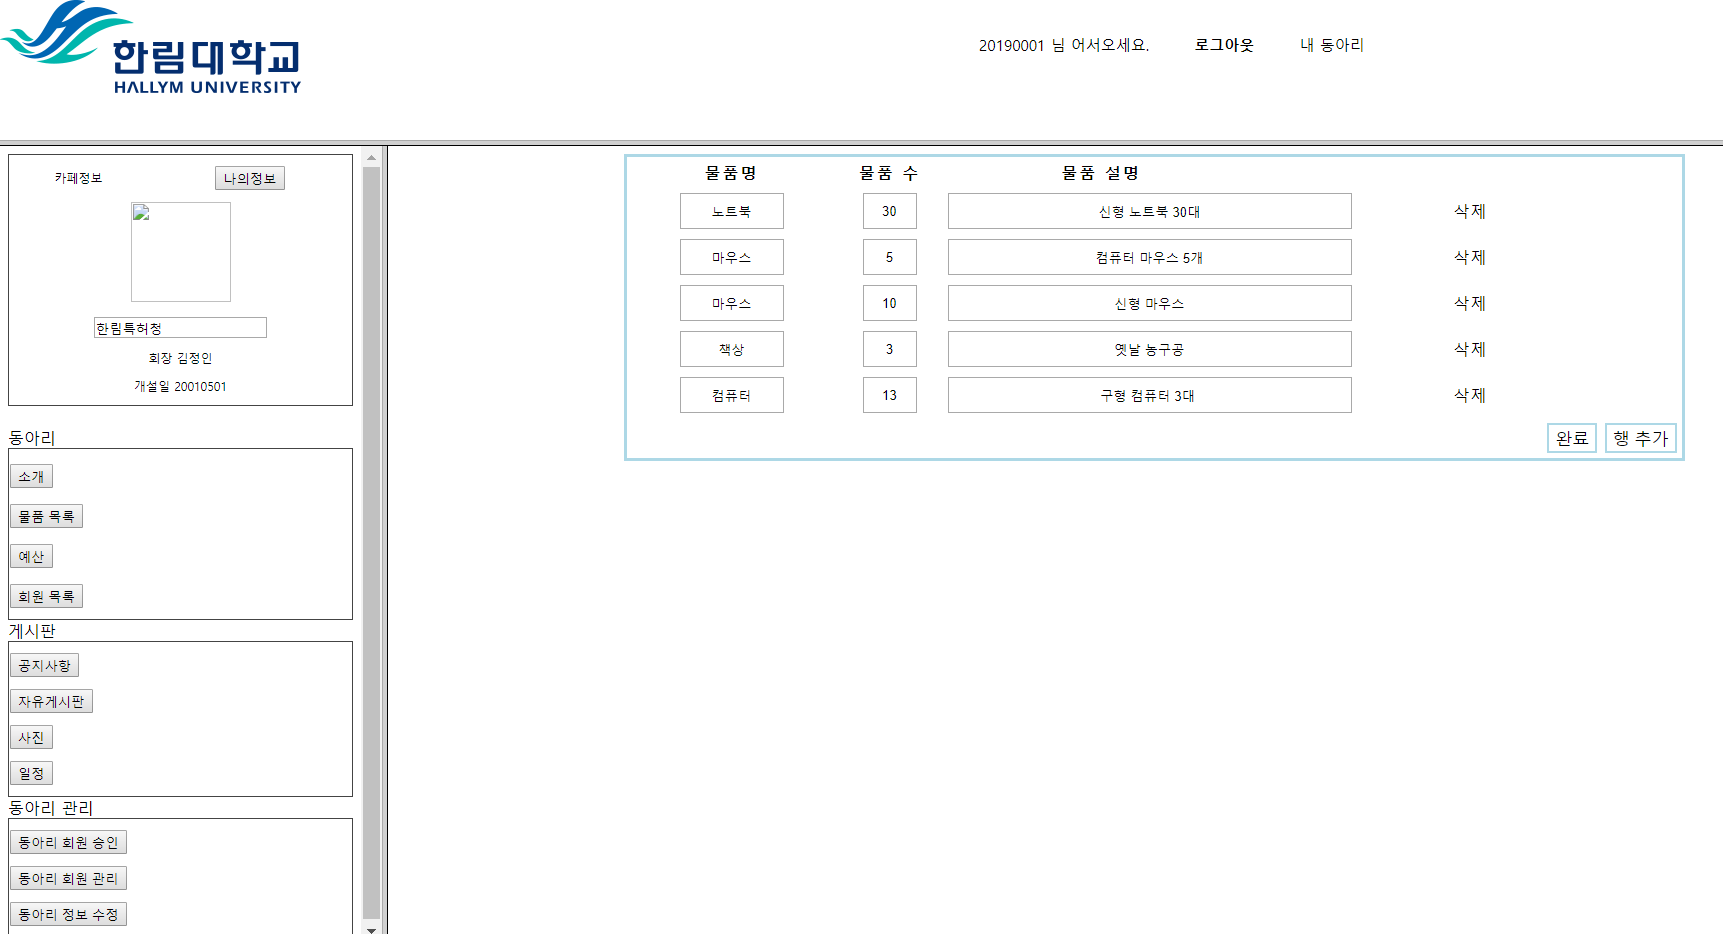 한림대학교
HALLYM UNIVERSITY
20190001 님 어서오세요. 로그아웃 내 동아리
카페정보 나의정보
한림특허청
회장 김정인
개설일 20010501
동아리
소개
물품 목록
예산
회원 목록
게시판
공지사항
자유게시판
사진
일정
동아리 관리
동아리 회원 승인
동아리 회원 관리
동아리 정보 수정
물품명 물품 수 물품 설명
노트북 30 신형 노트북 30대 삭제
마우스 5 컴퓨터 마우스 5개 삭제
마우스 10 신형 마우스 삭제
책상 3 옛날 농구공 삭제
컴퓨터 13 구형 컴퓨터 3대 삭제
완료 행 추가